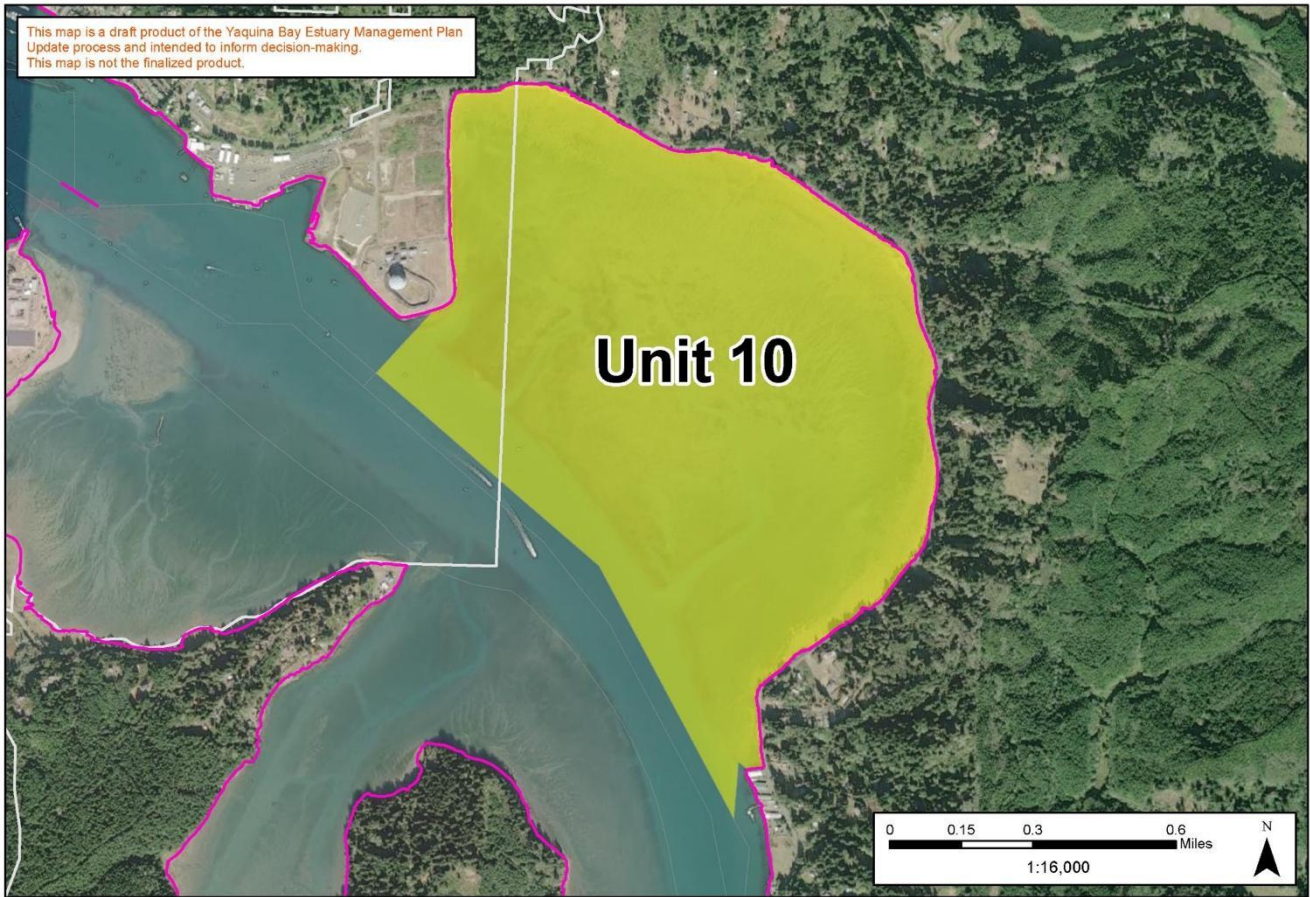 This map is a draft product of the Yaquina Bay Estuary Management Plan
Update process and intended to inform decision-making.
This map is not the finalized product.
Unit 10
0 0.15 0.3 0.6
Miles
1:16,000
N